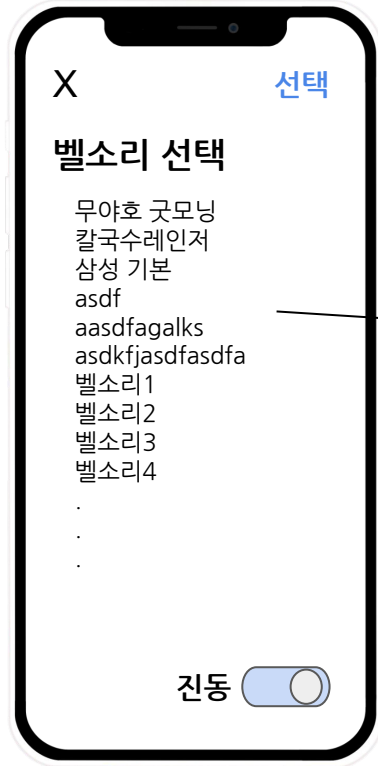 X 선택
벨소리 선택
무야호 굿모닝
칼국수레인저
삼성 기본
asdf
aasdfagalks
asdkfjasdfasdfa
벨소리1
벨소리2
벨소리3
벨소리4
.
.
.
진동